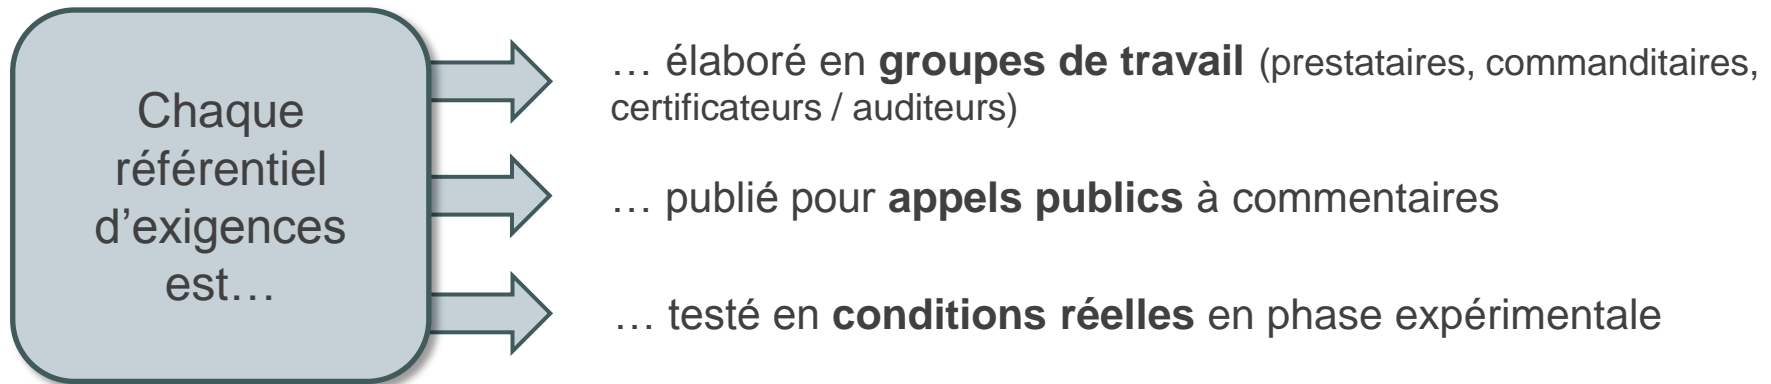 Chaque
référentiel
d’exigences
est…
… élaboré en groupes de travail (prestataires, commanditaires,
certificateurs / auditeurs)
… publié pour appels publics à commentaires
… testé en conditions réelles en phase expérimentale